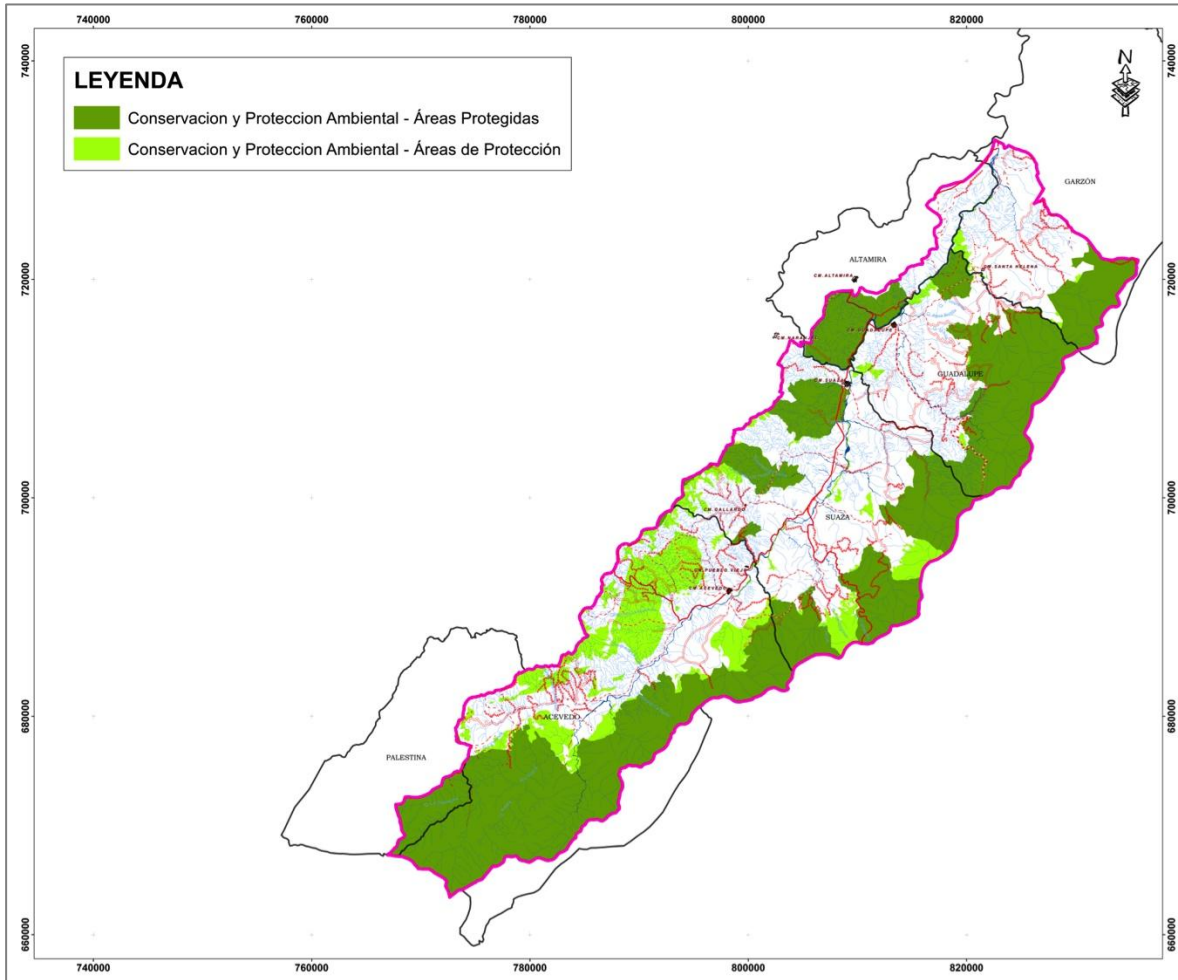 740000 760000 780000 800000 820000
740000 740000
N
LEYENDA
Conservacion y Proteccion Ambiental - Áreas Protegidas
Conservacion y Proteccion Ambiental - Áreas de Protección
GARZÓN
ALTAMIRA
CM. SANTA HELENA
CM. ALTAMIRA
720000 720000
GUADALUPE
700000 700000
CM. GALLARDO
SUAZA
680000 680000
ACEVEDO
PALESTINA
660000 660000
740000 760000 780000 800000 820000